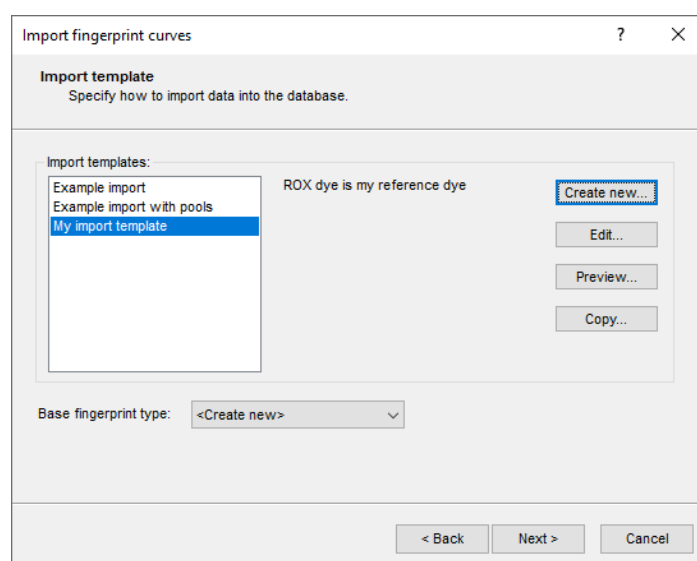 Import fingerprint curves
?
Import template
Specify how to import data into the database.
Import templates:
Example import
Example import with pools
My import template
ROX dye is my reference dye
Create new...
Edit...
Preview...
Copy...
Base fingerprint type:
<Create new>
< Back
Next >
Cancel